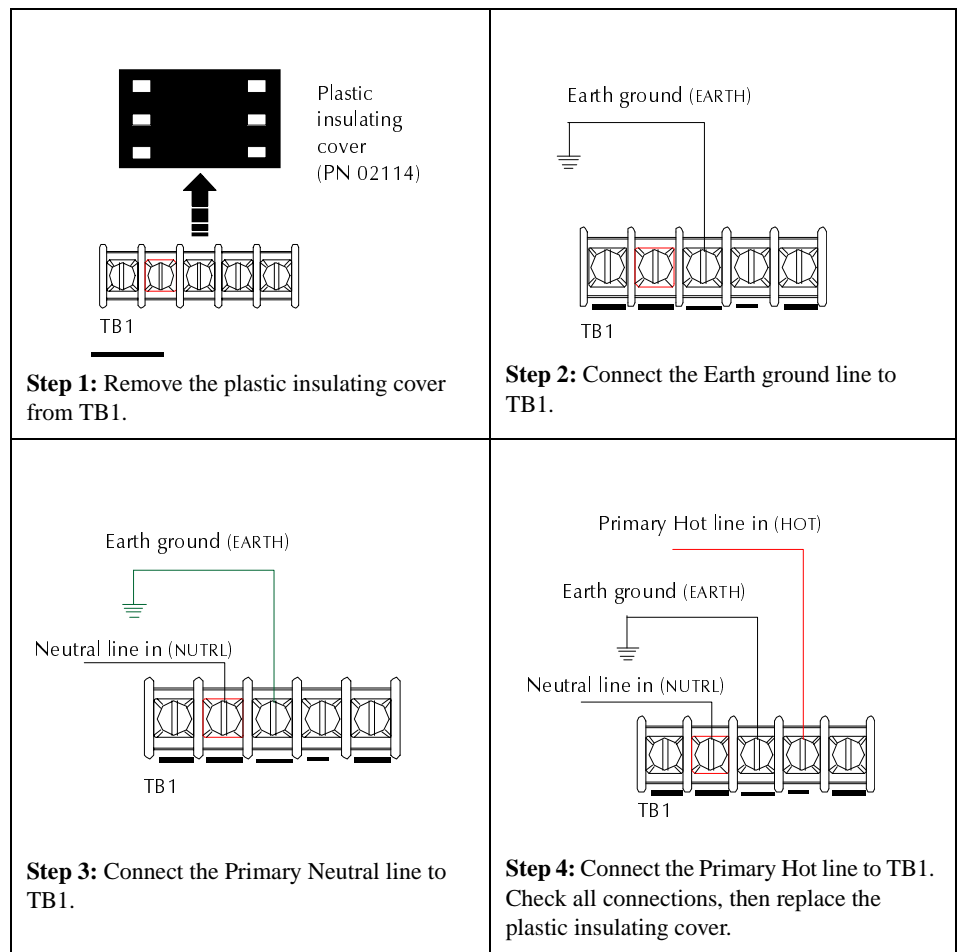 Plastic
insulating
cover
(PN 02114)
TB1
Step 1: Remove the plastic insulating cover
from TB1.
Earth ground (EARTH)
TB1
Step 2: Connect the Earth ground line to
TB1.
Earth ground (EARTH)
Neutral line in (NUTRL)
TB1
Step 3: Connect the Primary Neutral line to
TB1.
Primary Hot line in (HOT)
Earth ground (EARTH)
Neutral line in (NUTRL)
TB1
Step 4: Connect the Primary Hot line to TB1.
Check all connections, then replace the
plastic insulating cover.